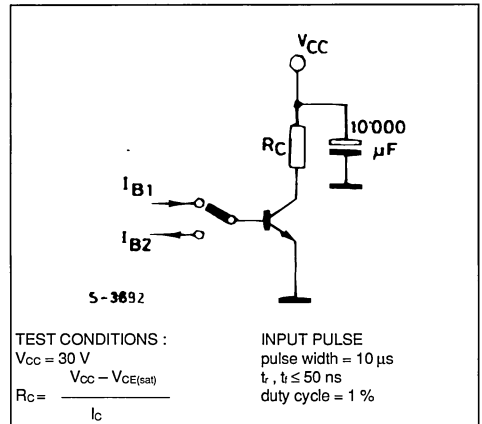 VCC
10'000
μF
RC
IB1
IB2
S-3692
TEST CONDITIONS :
VCC = 30 V
RC = VCC – VCE(sat)
IC
INPUT PULSE
pulse width = 10 μs
tr , tf ≤ 50 ns
duty cycle = 1 %